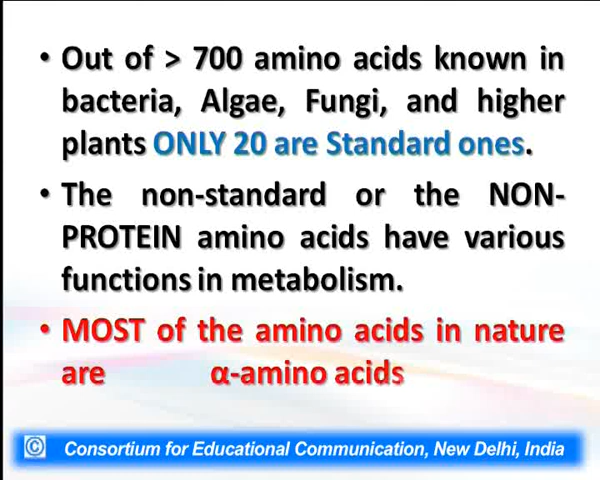 • Out of > 700 amino acids known in
bacteria, Algae, Fungi, and higher
plants ONLY 20 are Standard ones.
• The non-standard or the NON-
PROTEIN amino acids have various
functions in metabolism.
• MOST of the amino acids in nature
are α-amino acids
© Consortium for Educational Communication, New Delhi, India